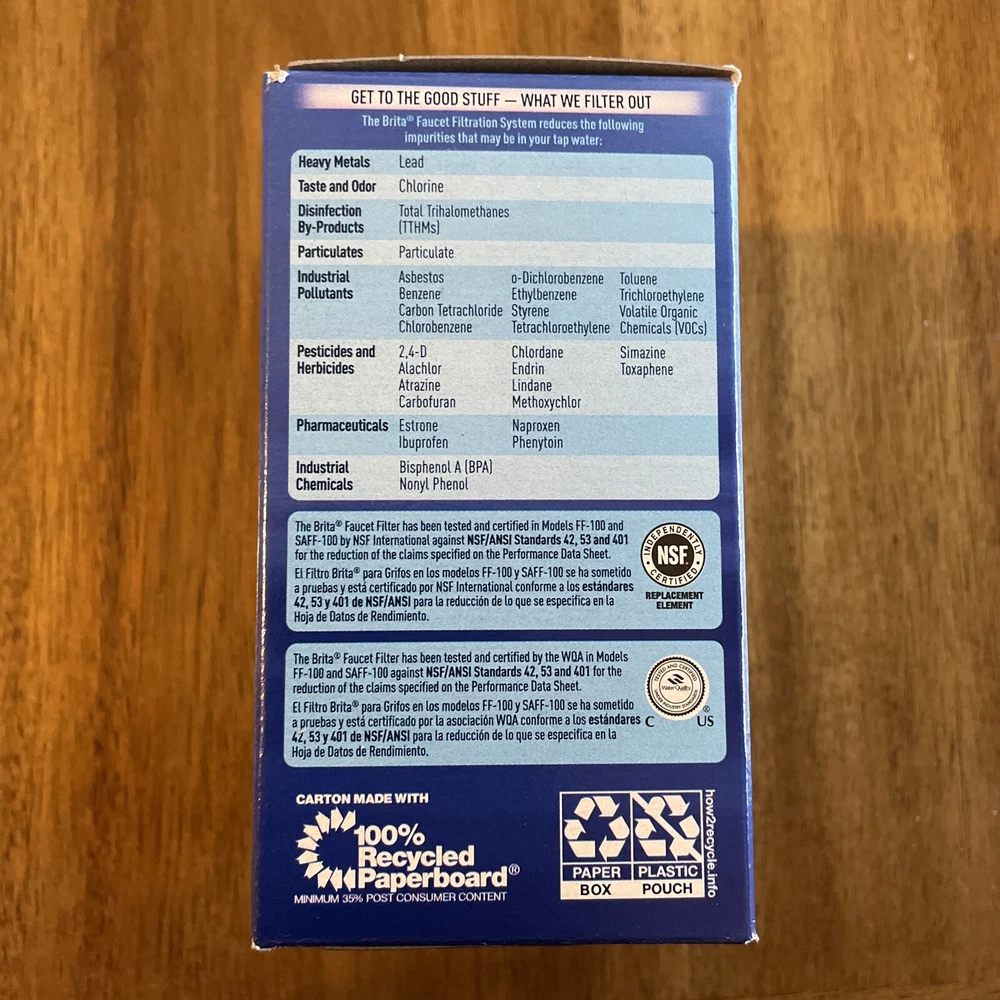 GET TO THE GOOD STUFF — WHAT WE FILTER OUT
The Brita® Faucet Filtration System reduces the following
impurities that may be in your tap water:
Heavy Metals Lead
Taste and Odor Chlorine
Disinfection Total Trihalomethanes
By-Products (TTHMs)
Particulates Particulate
Industrial Asbestos o-Dichlorobenzene Toluene
Pollutants Benzene Ethylbenzene Trichloroethylene
Carbon Tetrachloride Styrene Volatile Organic
Chlorobenzene Tetrachloroethylene Chemicals (VOCs)
Pesticides and 2,4-D Chlordane Simazine
Herbicides Alachlor Endrin Toxaphene
Atrazine Lindane
Carbofuran Methoxychlor
Pharmaceuticals Estrone Naproxen
Ibuprofen Phenytoin
Industrial Bisphenol A (BPA)
Chemicals Nonyl Phenol
The Brita® Faucet Filter has been tested and certified in Models FF-100 and
SAFF-100 by NSF International against NSF/ANSI Standards 42, 53 and 401
for the reduction of the claims specified on the Performance Data Sheet.
El Filtro Brita® para Grifos en los modelos FF-100 y SAFF-100 se ha sometido
a pruebas y está certificado por NSF International conforme a los estándares
42, 53 y 401 de NSF/ANSI para la reducción de lo que se especifica en la
Hoja de Datos de Rendimiento.
INDEPENDENTLY
NSF.
CERTIFIED
REPLACEMENT
ELEMENT
The Brita® Faucet Filter has been tested and certified by the WQA in Models
FF-100 and SAFF-100 against NSF/ANSI Standards 42, 53 and 401 for the
reduction of the claims specified on the Performance Data Sheet.
El Filtro Brita® para Grifos en los modelos FF-100 y SAFF-100 se ha sometido
a pruebas y está certificado por la asociación WQA conforme a los estándares
42, 53 y 401 de NSF/ANSI para la reducción de lo que se especifica en la
Hoja de Datos de Rendimiento.
TESTED AND CERTIFIED
Water Quality
UNDER INDUSTRY STANDARDS
C US ®
CARTON MADE WITH
100%
Recycled
Paperboard®
MINIMUM 35% POST CONSUMER CONTENT
PAPER PLASTIC
BOX POUCH
how2recycle.info